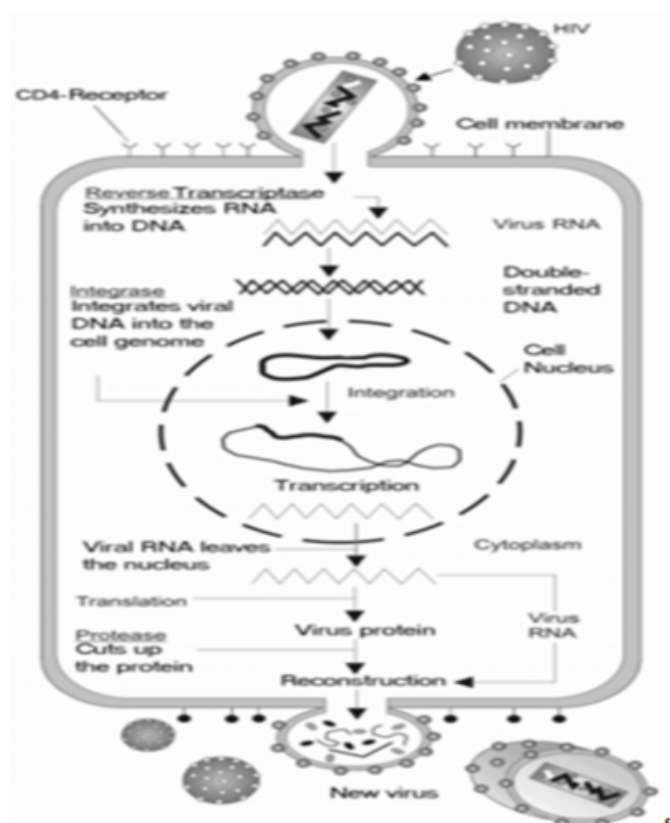 HIV
CD4-Receptor
Cell membrane
Reverse Transcriptase
Synthesizes RNA
into DNA
Virus RNA
Double-
stranded
DNA
Integrase
Integrates viral
DNA into the
cell genome
Cell
Nucleus
Integration
Transcription
Viral RNA leaves
the nucleus
Cytoplasm
Translation
Virus protein
Virus
RNA
Protease
Cuts up
the protein
Reconstruction
New virus